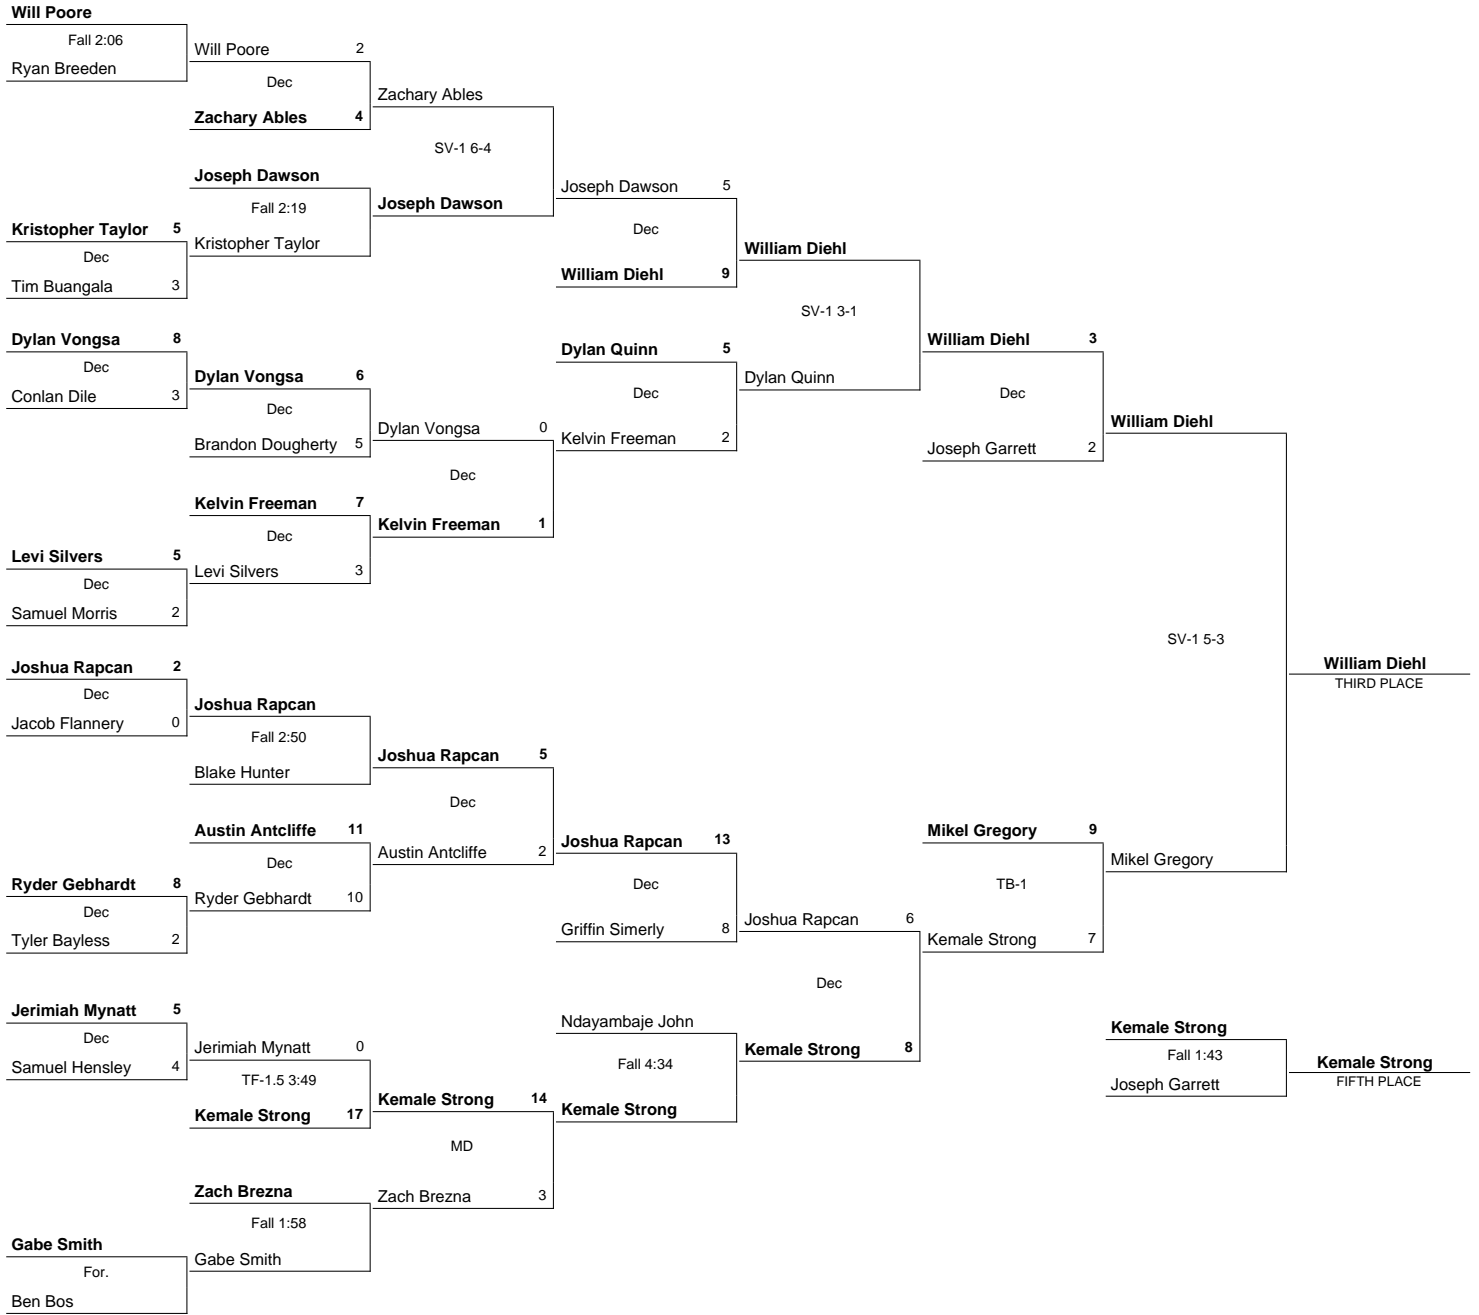 Will Poore
Fall 2:06
Ryan Breeden
Will Poore 2
Dec
Zachary Ables 4
Zachary Ables
SV-1 6-4
Joseph Dawson
Joseph Dawson
Fall 2:19
Kristopher Taylor
Kristopher Taylor 5
Dec
Tim Buangala 3
Joseph Dawson 5
Dec
William Diehl 9
William Diehl
SV-1 3-1
Dylan Quinn
Dylan Vongsa 8
Dec
Conlan Dile 3
Dylan Vongsa 6
Dec
Brandon Dougherty 5
Dylan Vongsa 0
Dec
Kelvin Freeman 1
Dylan Quinn 5
Dec
Kelvin Freeman 2
William Diehl 3
Dec
Joseph Garrett 2
William Diehl
Kelvin Freeman 7
Dec
Levi Silvers 3
Levi Silvers 5
Dec
Samuel Morris 2
SV-1 5-3
William Diehl
THIRD PLACE
Joshua Rapcan 2
Dec
Jacob Flannery 0
Joshua Rapcan
Fall 2:50
Blake Hunter
Joshua Rapcan 5
Dec
Austin Antcliffe 2
Austin Antcliffe 11
Dec
Ryder Gebhardt 10
Ryder Gebhardt 8
Dec
Tyler Bayless 2
Joshua Rapcan 13
Dec
Griffin Simerly 8
Joshua Rapcan 6
Dec
Kemale Strong 8
Mikel Gregory 9
TB-1
Kemale Strong 7
Mikel Gregory
Jerimiah Mynatt 5
Dec
Samuel Hensley 4
Jerimiah Mynatt 0
TF-1.5 3:49
Kemale Strong 17
Kemale Strong 14
MD
Zach Brezna 3
Ndayambaje John
Fall 4:34
Kemale Strong
Zach Brezna
Fall 1:58
Gabe Smith
Gabe Smith
For.
Ben Bos
Kemale Strong
Fall 1:43
Joseph Garrett
Kemale Strong
FIFTH PLACE